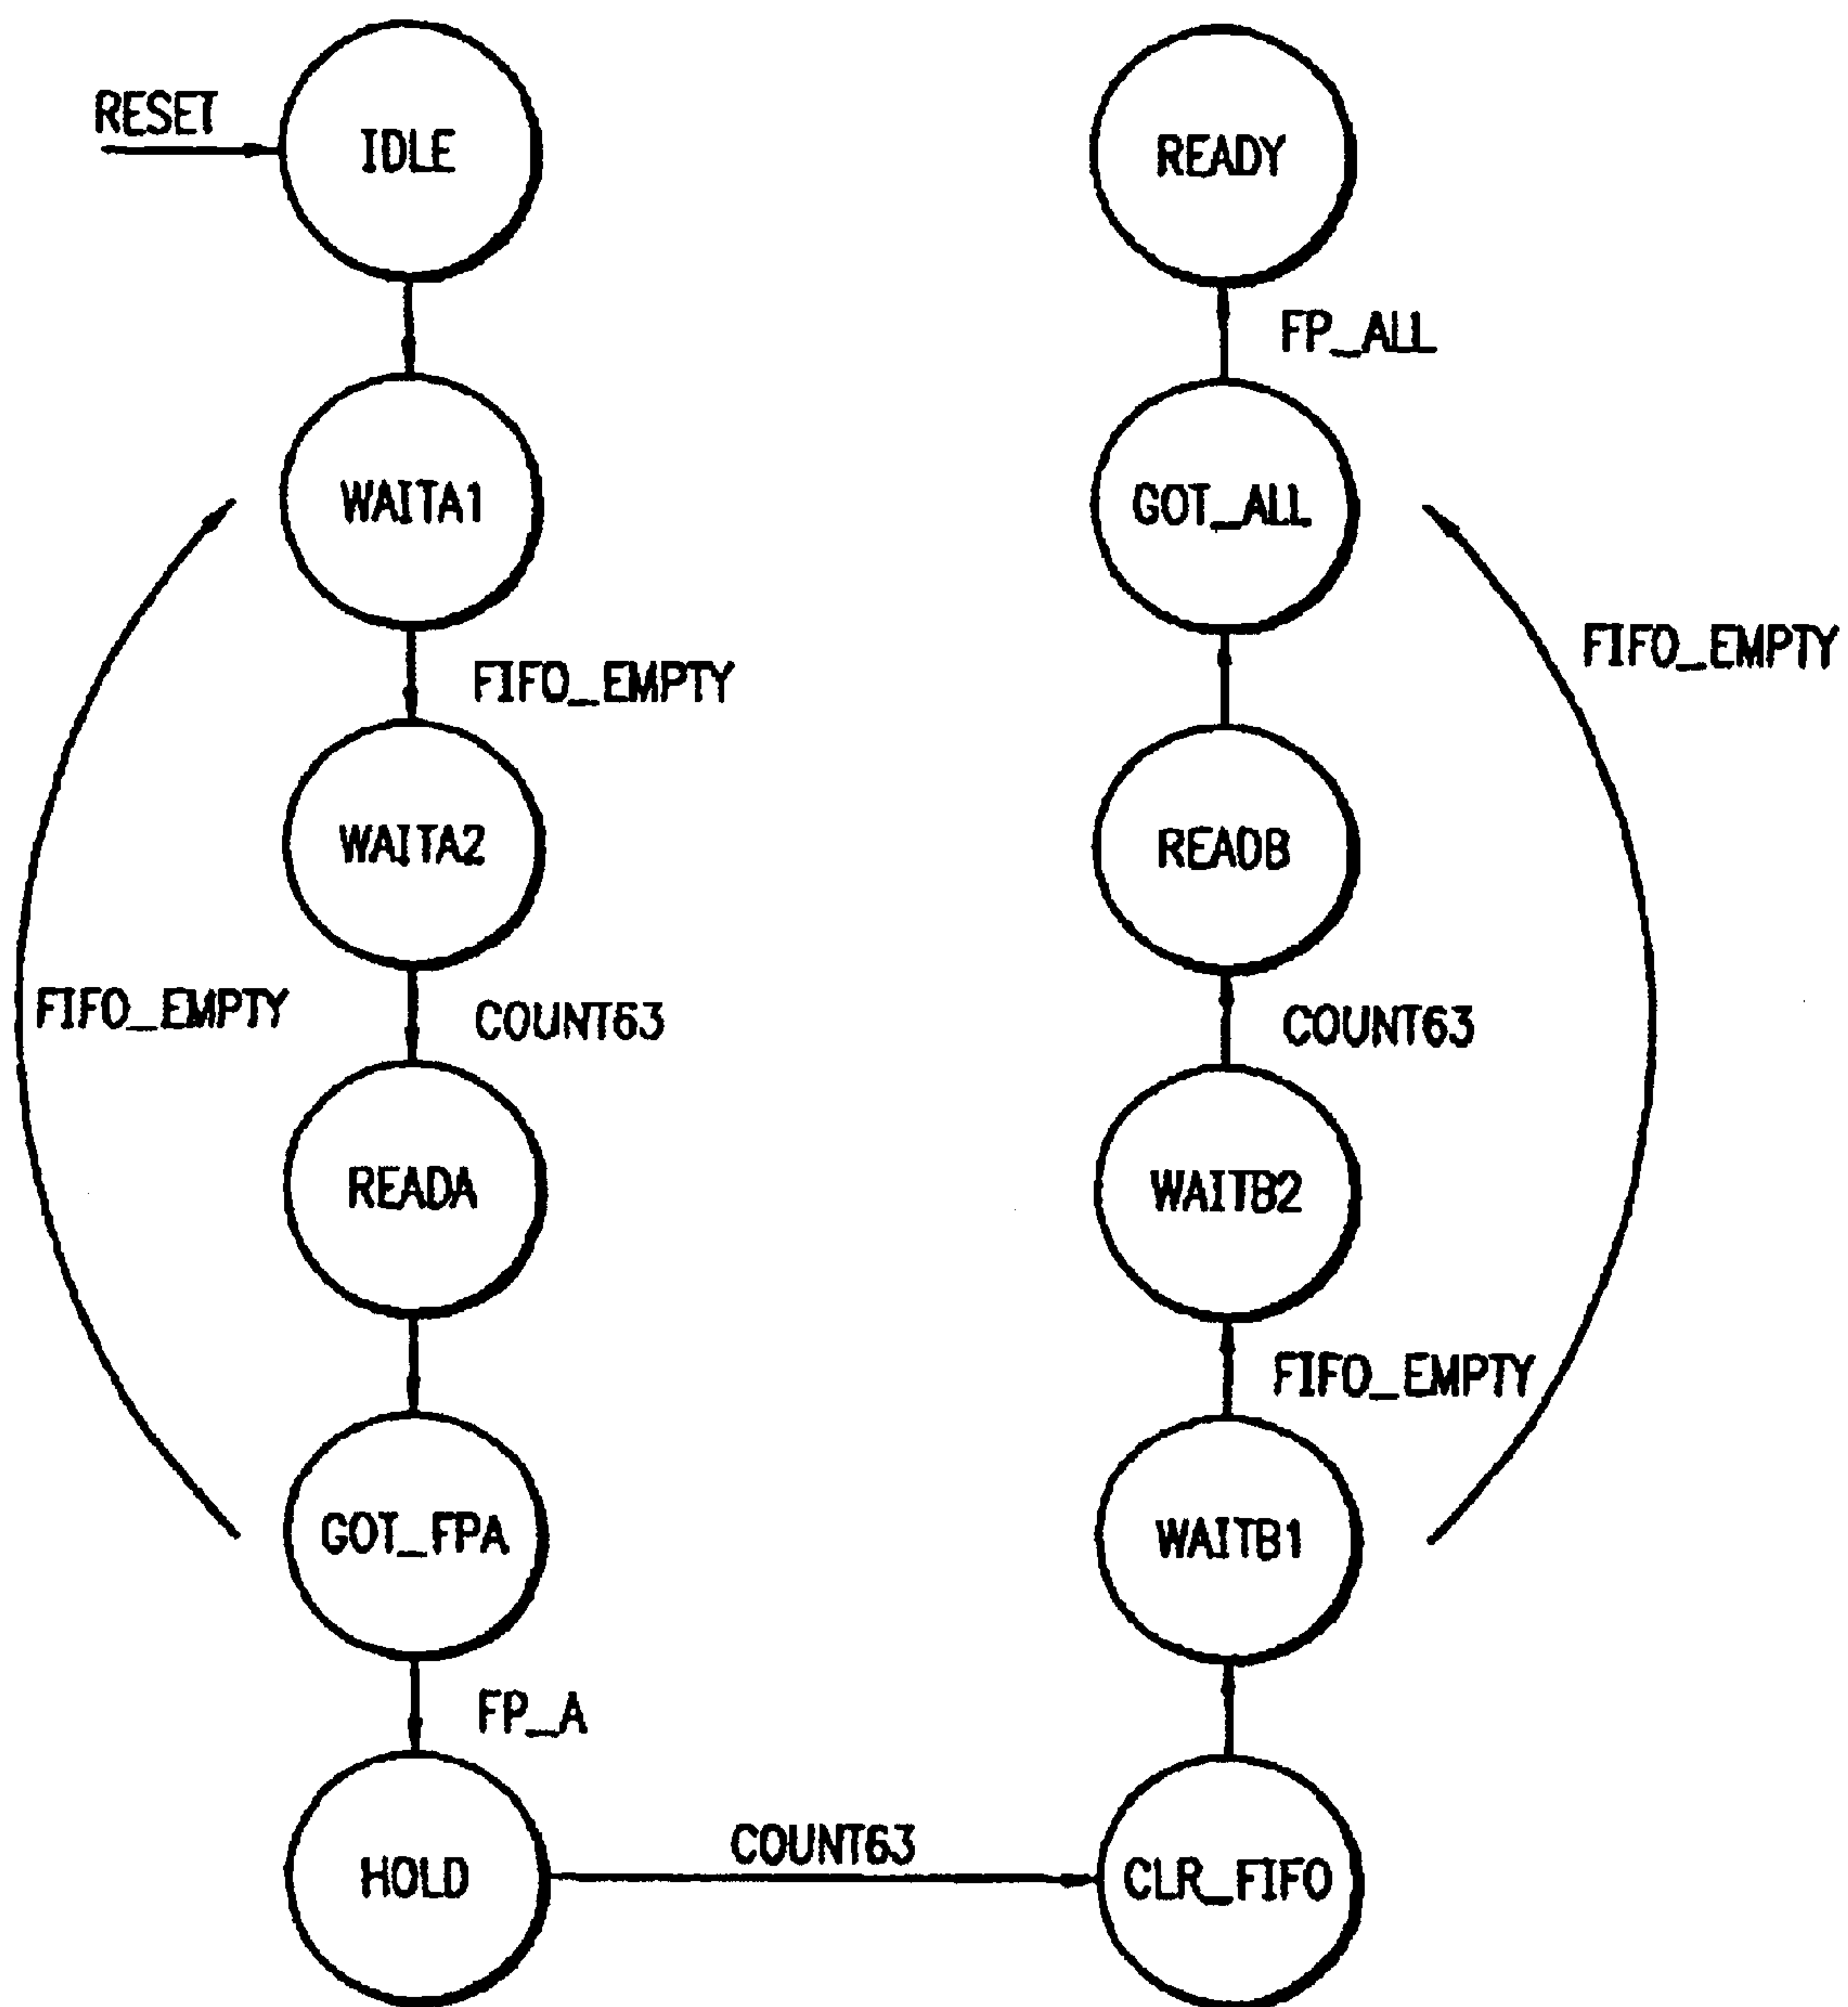 RESET
IDLE
WAITA1
FIFO_EMPTY
WAITA2
FIFO_EMPTY
COUNT63
READA
GOT_FPA
FP_A
HOLD
COUNT63
CLR_FIFO
WAITB1
FIFO_EMPTY
WAITB2
COUNT63
READB
FIFO_EMPTY
GOT_ALL
FP_ALL
READY